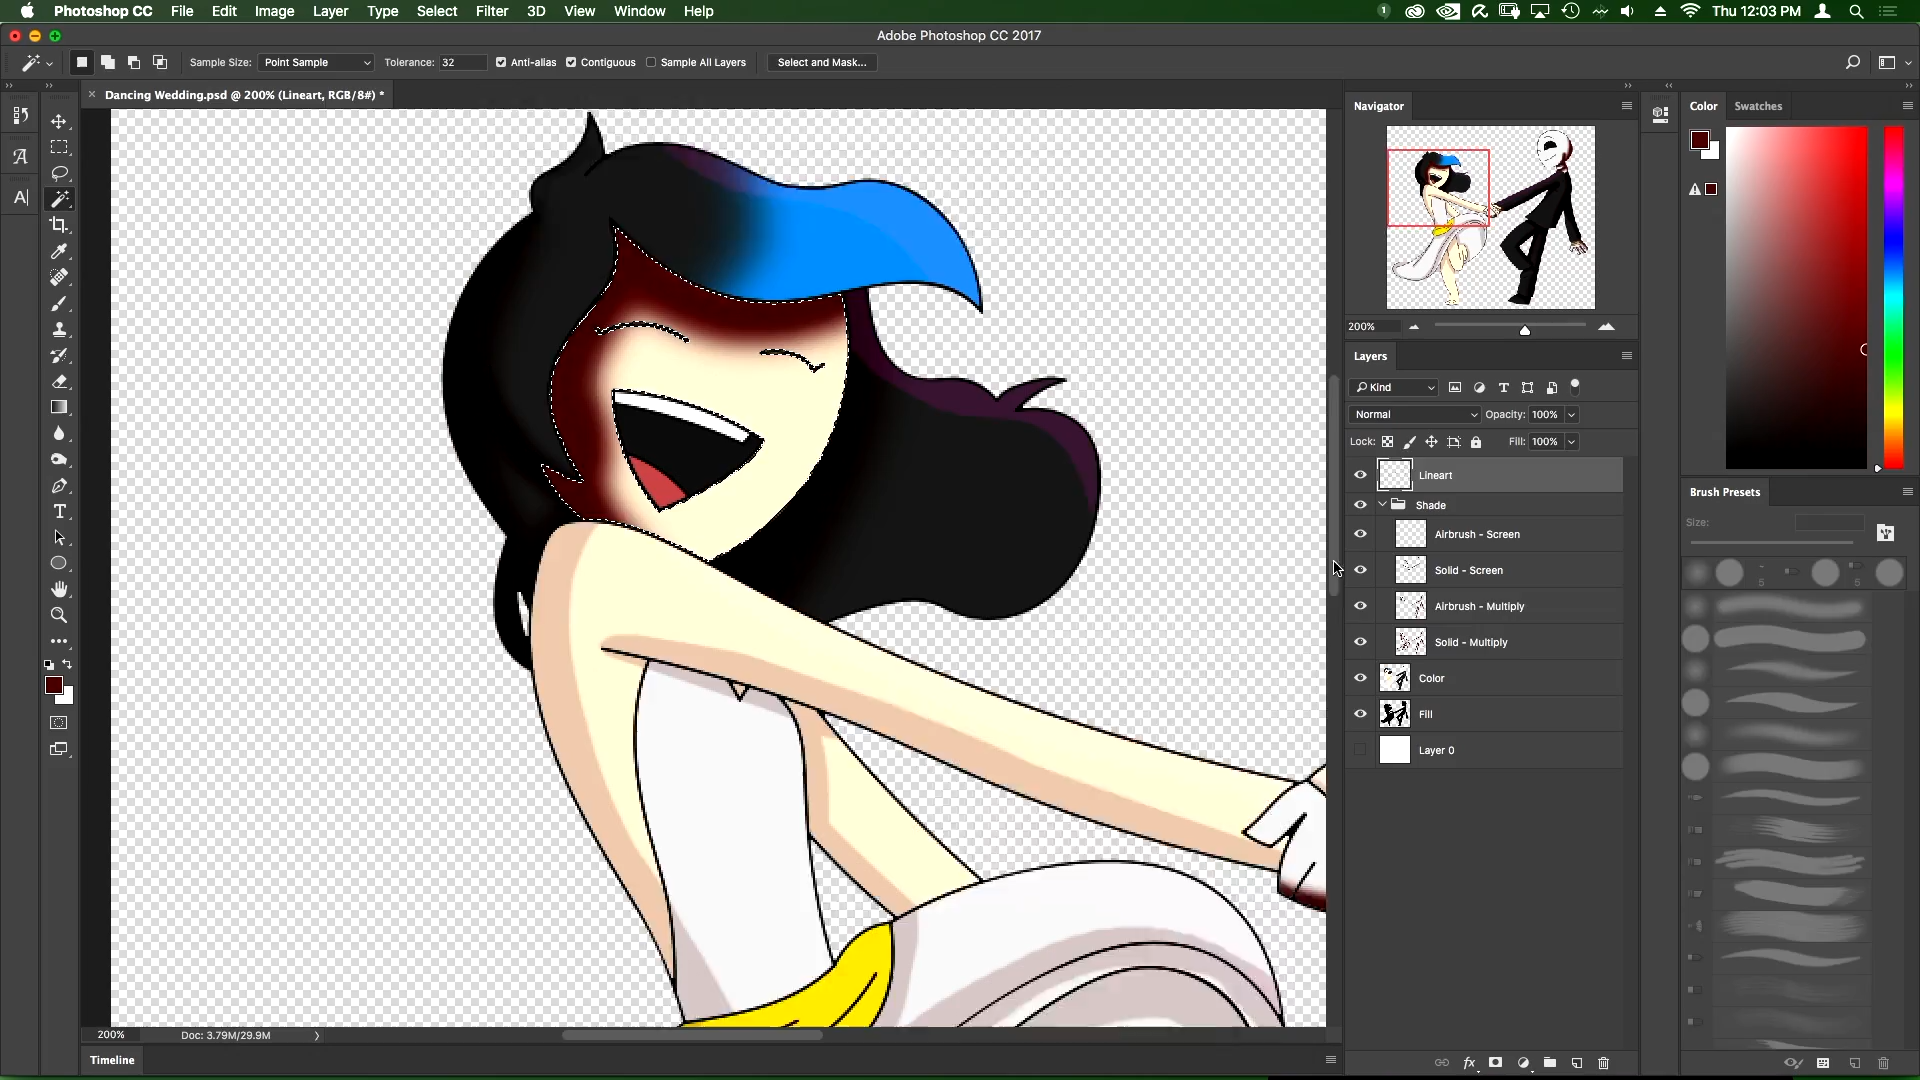 Photoshop CC File Edit Image Layer Type Select Filter 3D View Window Help 1 Thu 12:03 PM
Adobe Photoshop CC 2017
Sample Size: Point Sample Tolerance: 32 Anti-alias Contiguous Sample All Layers Select and Mask...
Dancing Wedding.psd @ 200% (Lineart, RGB/8#) *
Navigator
Color Swatches
200%
Layers
Kind
Normal Opacity: 100%
Lock: Fill: 100%
Lineart
Shade
Airbrush - Screen
Solid - Screen
Airbrush - Multiply
Solid - Multiply
Color
Fill
Layer 0
Brush Presets
Size:
5 5
200% Doc: 3.79M/29.9M
Timeline
fx